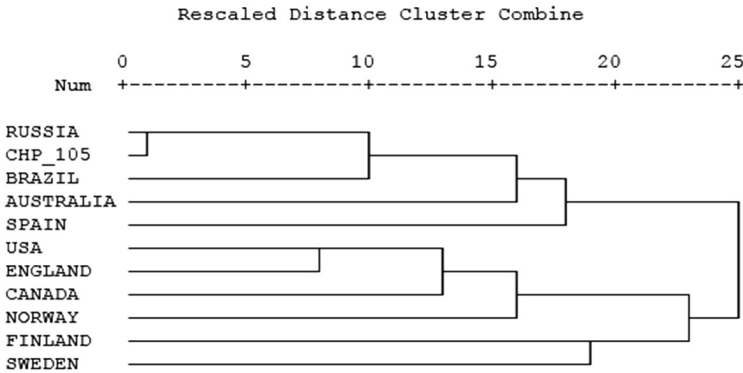 Rescaled Distance Cluster Combine
0 5 10 15 20 25
Num +---------+---------+---------+---------+---------+
RUSSIA
CHP_105
BRAZIL
AUSTRALIA
SPAIN
USA
ENGLAND
CANADA
NORWAY
FINLAND
SWEDEN